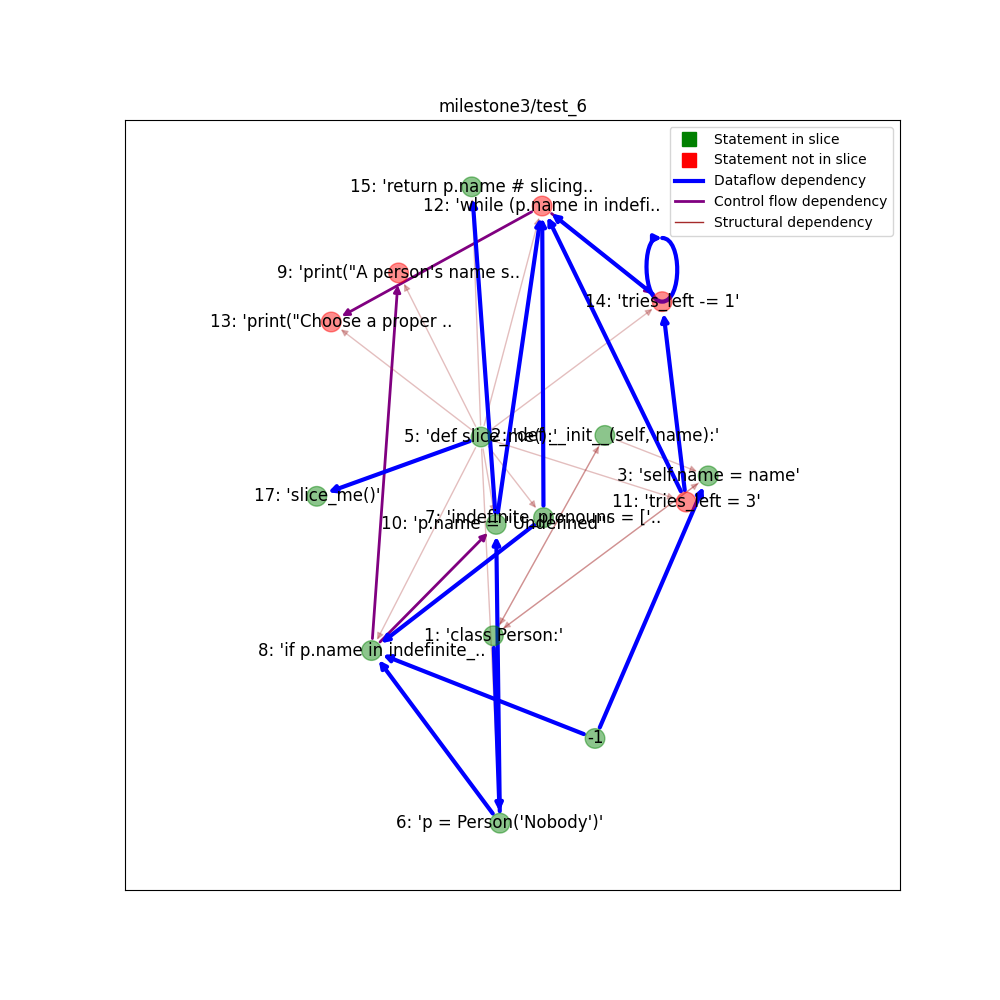 milestone3/test_6
Statement in slice
Statement not in slice
Dataflow dependency
Control flow dependency
Structural dependency
15: 'return p.name # slicing..
12: 'while (p.name in indefi..
9: 'print("A person's name s..
14: 'tries_left -= 1'
13: 'print("Choose a proper ..
5: 'def slice_me():'
2: 'def __init__(self, name):'
3: 'self.name = name'
17: 'slice_me()'
11: 'tries_left = 3'
7: 'indefinite_pronouns = ['..
10: 'p.name = "Undefined"'
1: 'class Person:'
8: 'if p.name in indefinite_..
-1
6: 'p = Person('Nobody')'